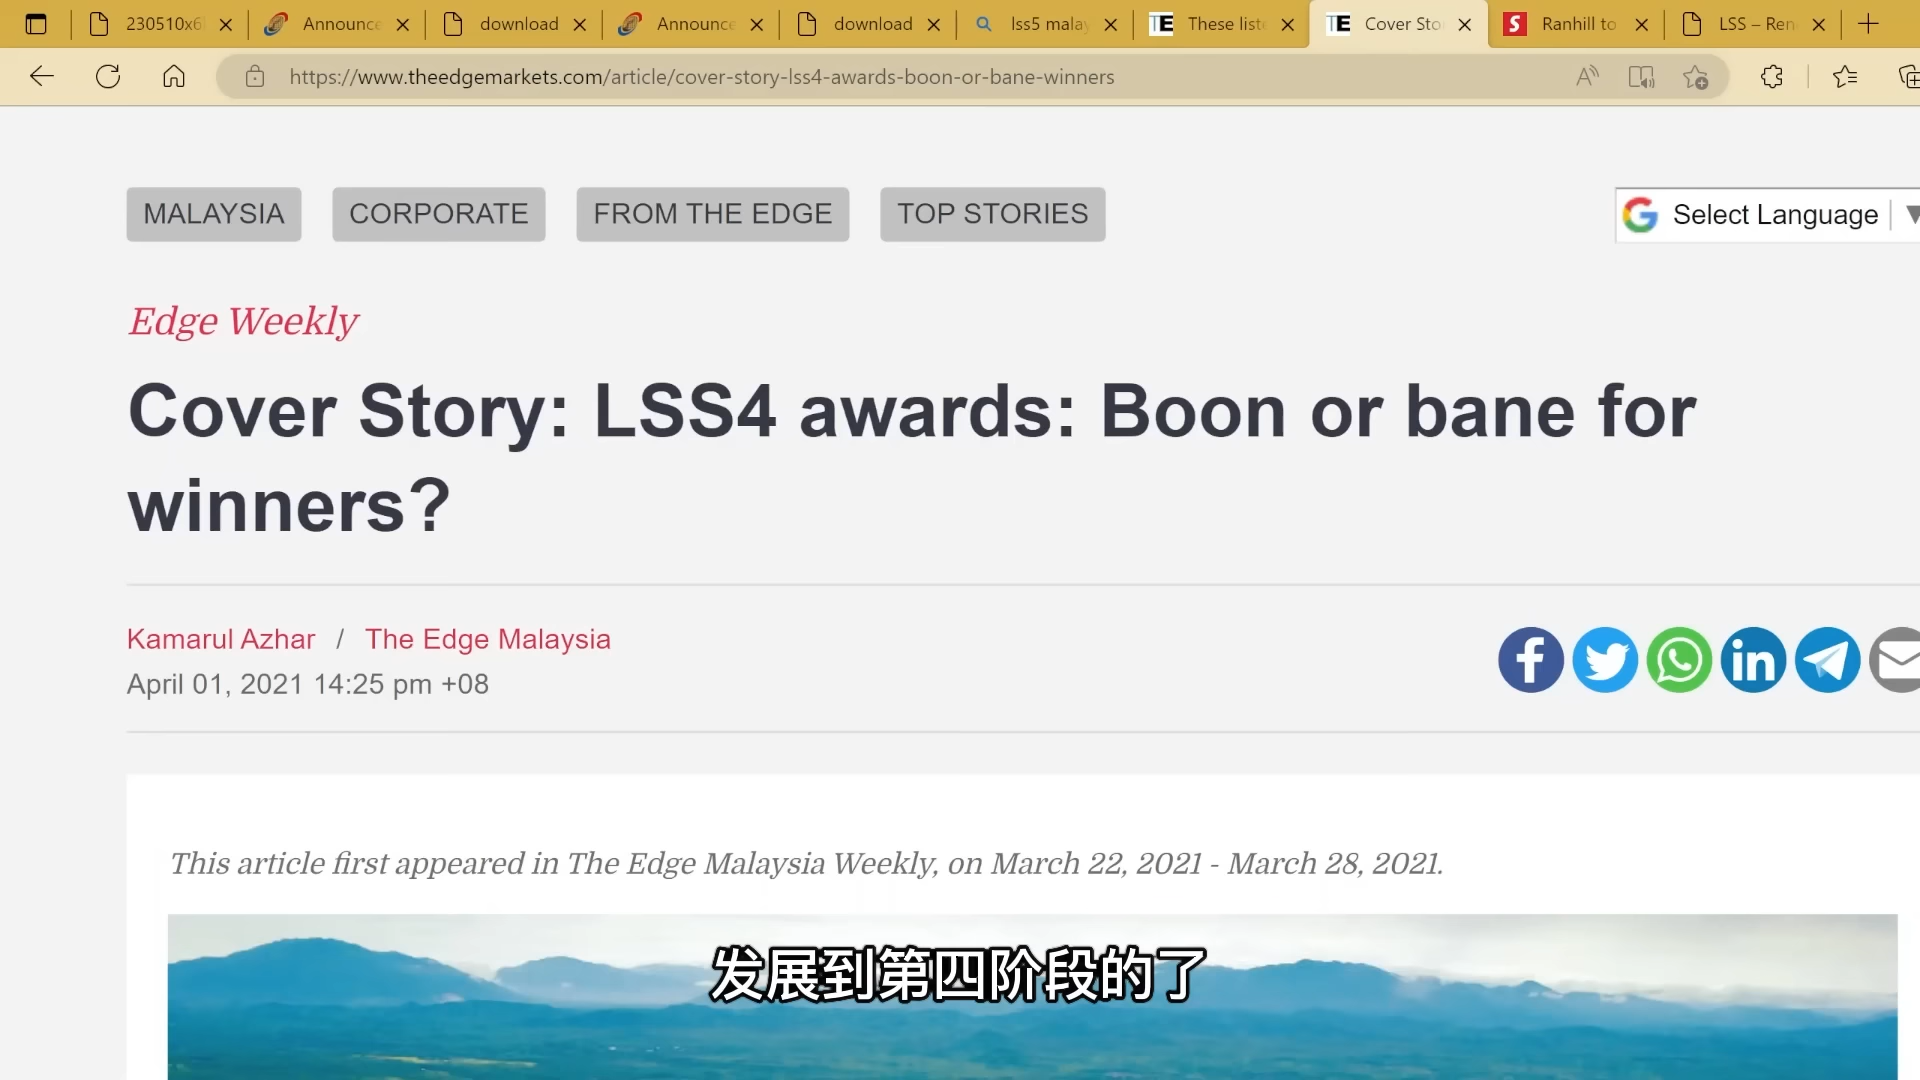 230510x6
Announce
download
Announce
download
lss5 malay
These liste
Cover Sto
Ranhill to
LSS – Ren
https://www.theedgemarkets.com/article/cover-story-lss4-awards-boon-or-bane-winners
MALAYSIA
CORPORATE
FROM THE EDGE
TOP STORIES
Select Language
Edge Weekly
Cover Story: LSS4 awards: Boon or bane for
winners?
Kamarul Azhar / The Edge Malaysia
April 01, 2021 14:25 pm +08
This article first appeared in The Edge Malaysia Weekly, on March 22, 2021 - March 28, 2021.
发展到第四阶段的了